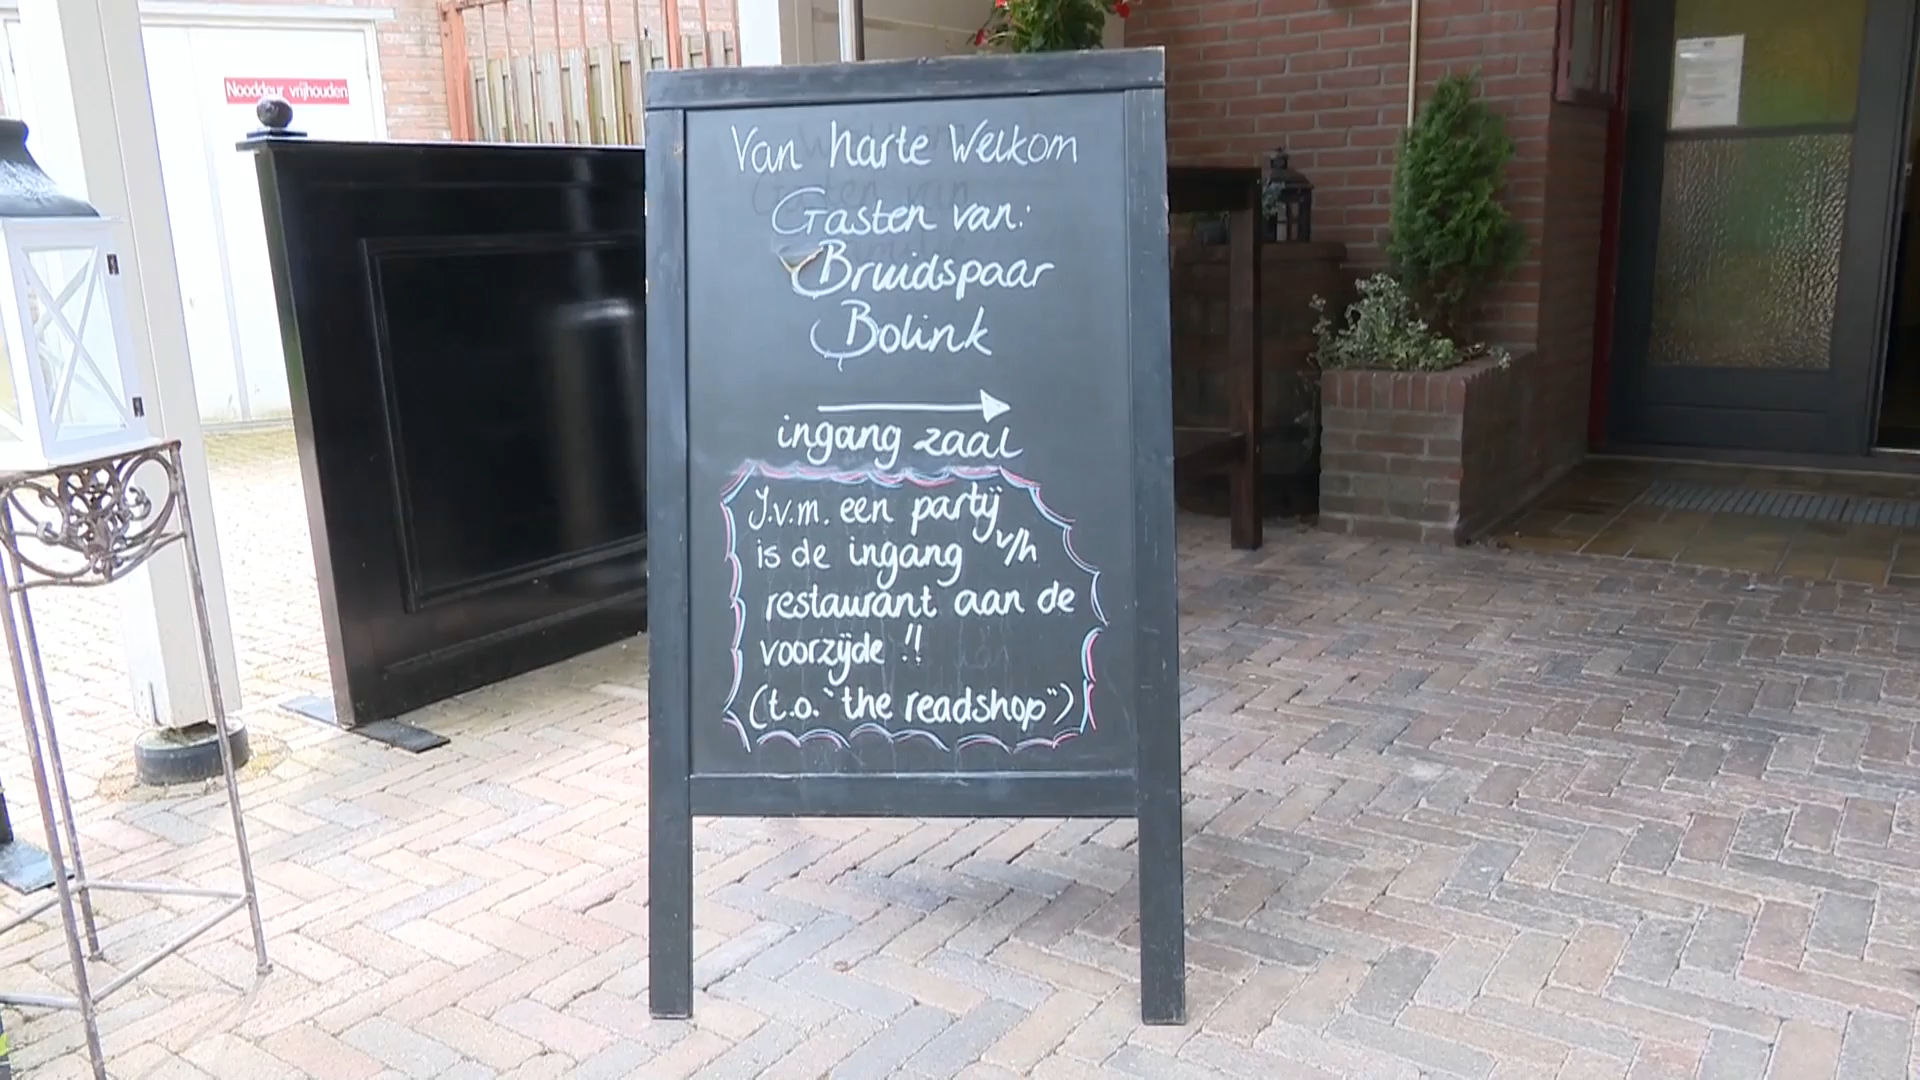 Nooddeur vrijhouden
Van harte Welkom
Gasten van:
Bruidspaar
Bolink
ingang zaal
I.v.m. een partij
is de ingang v/h
restaurant aan de
voorzijde !!
(t.o. "the readshop")